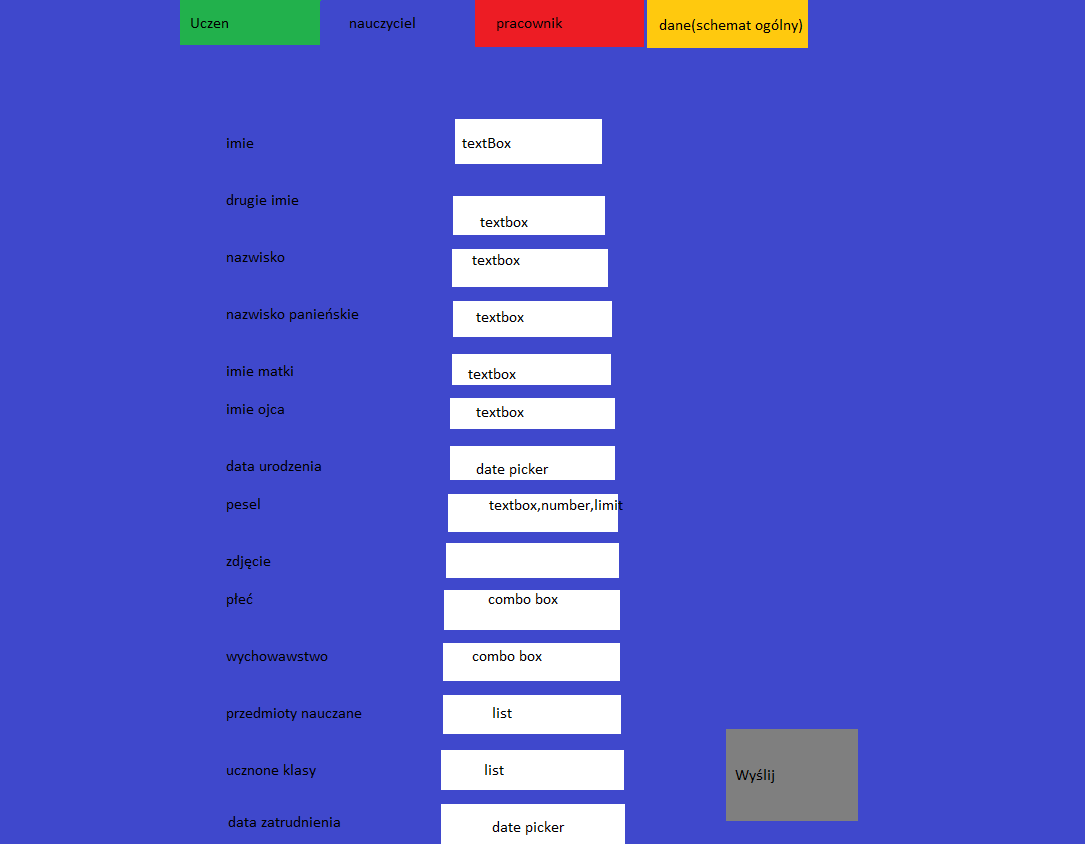 Uczen nauczyciel pracownik dane(schemat ogólny)
imie textBox
drugie imie textbox
nazwisko textbox
nazwisko panieńskie textbox
imie matki textbox
imie ojca textbox
data urodzenia date picker
pesel textbox,number,limit
zdjęcie
płeć combo box
wychowawstwo combo box
przedmioty nauczane list
ucznone klasy list
Wyślij
data zatrudnienia date picker